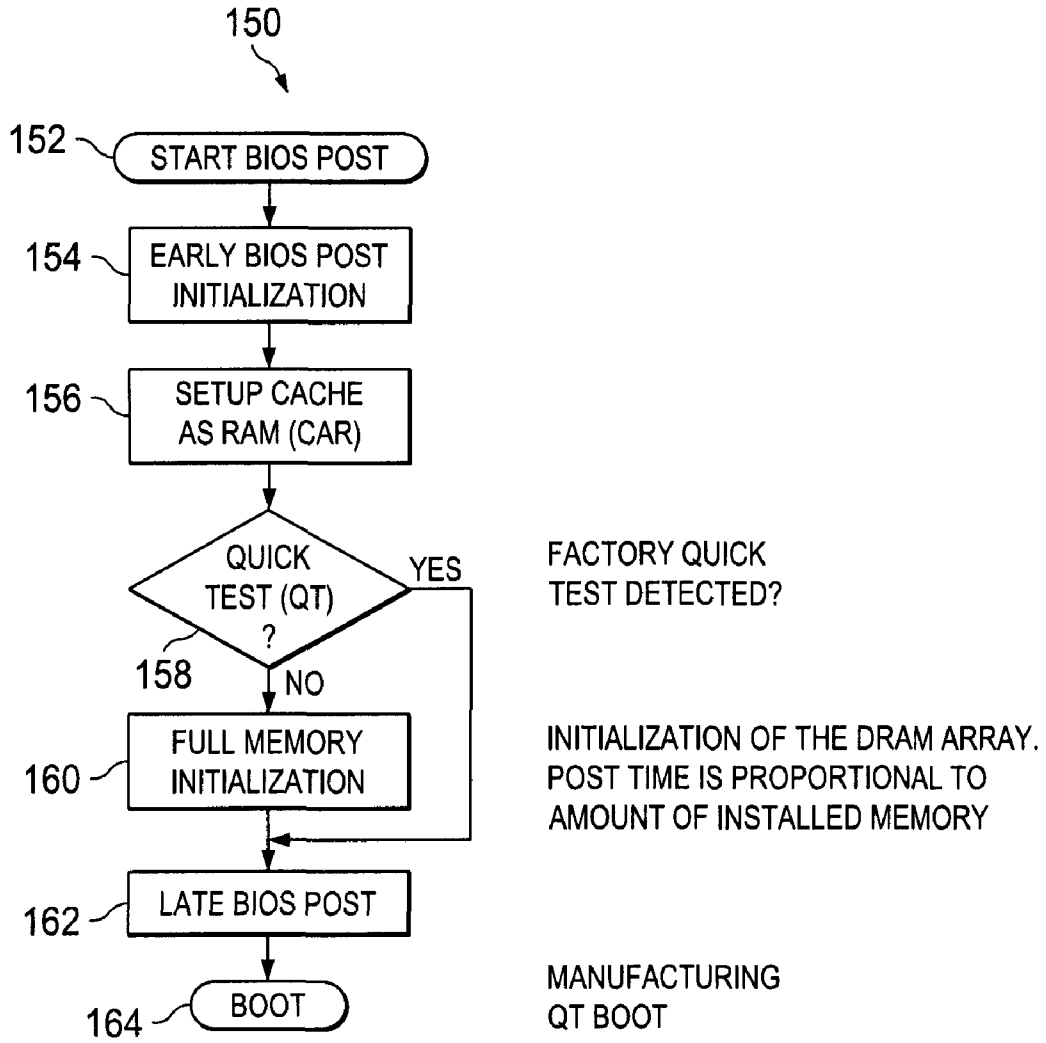 150
152
START BIOS POST
154
EARLY BIOS POST
INITIALIZATION
156
SETUP CACHE
AS RAM (CAR)
QUICK
TEST (QT)
?
YES
FACTORY QUICK
TEST DETECTED?
158
NO
160
FULL MEMORY
INITIALIZATION
INITIALIZATION OF THE DRAM ARRAY.
POST TIME IS PROPORTIONAL TO
AMOUNT OF INSTALLED MEMORY
162
LATE BIOS POST
164
BOOT
MANUFACTURING
QT BOOT